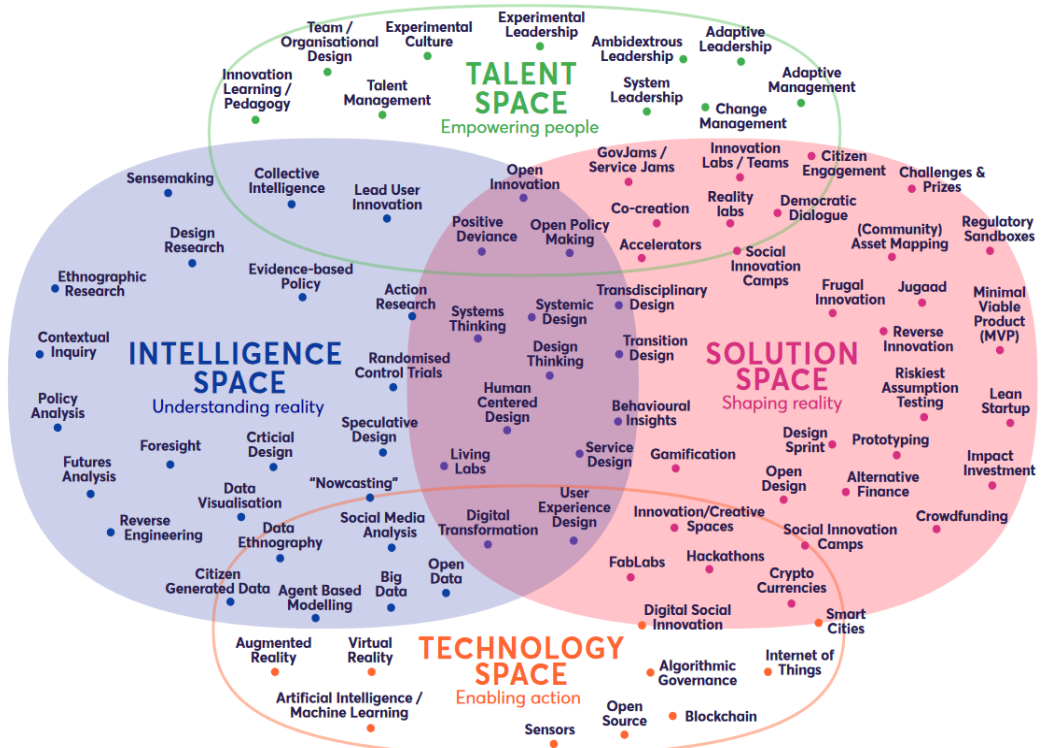 Team /
Organisational
Design
Experimental
Culture
Experimental
Leadership
Ambidextrous
Leadership
Adaptive
Leadership
Innovation
Learning /
Pedagogy
Talent
Management
TALENT
SPACE
Empowering people
System
Leadership
Adaptive
Management
Change
Management
Sensemaking
Collective
Intelligence
Lead User
Innovation
Open
Innovation
GovJams /
Service Jams
Innovation
Labs / Teams
Citizen
Engagement
Challenges &
Prizes
Design
Research
Positive
Deviance
Open Policy
Making
Co-creation
Reality
labs
Democratic
Dialogue
(Community)
Asset Mapping
Regulatory
Sandboxes
Accelerators
Social
Innovation
Camps
Ethnographic
Research
Evidence-based
Policy
Action
Research
Systems
Thinking
Systemic
Design
Transdisciplinary
Design
Frugal
Innovation
Jugaad
Minimal
Viable
Product
(MVP)
Contextual
Inquiry
INTELLIGENCE
SPACE
Understanding reality
Randomised
Control Trials
Design
Thinking
Transition
Design
SOLUTION
SPACE
Shaping reality
Reverse
Innovation
Riskiest
Assumption
Testing
Lean
Startup
Policy
Analysis
Human
Centered
Design
Behavioural
Insights
Foresight
Crticial
Design
Speculative
Design
Living
Labs
Service
Design
Gamification
Design
Sprint
Prototyping
Impact
Investment
Futures
Analysis
Data
Visualisation
"Nowcasting"
Open
Design
Alternative
Finance
Reverse
Engineering
Data
Ethnography
Social Media
Analysis
Digital
Transformation
User
Experience
Design
Innovation/Creative
Spaces
Social Innovation
Camps
Crowdfunding
Citizen
Generated Data
Agent Based
Modelling
Big
Data
Open
Data
FabLabs
Hackathons
Crypto
Currencies
Digital Social
Innovation
Smart
Cities
Augmented
Reality
Virtual
Reality
TECHNOLOGY
SPACE
Enabling action
Algorithmic
Governance
Internet of
Things
Artificial Intelligence /
Machine Learning
Sensors
Open
Source
Blockchain